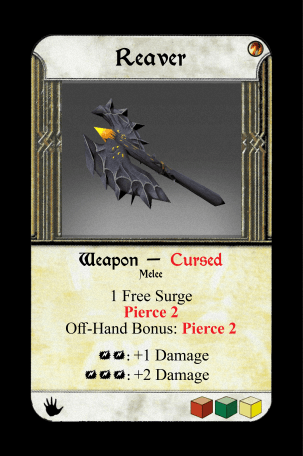 Reaver
Weapon — Cursed
Melee
1 Free Surge
Pierce 2
Off-Hand Bonus: Pierce 2
: +1 Damage
: +2 Damage